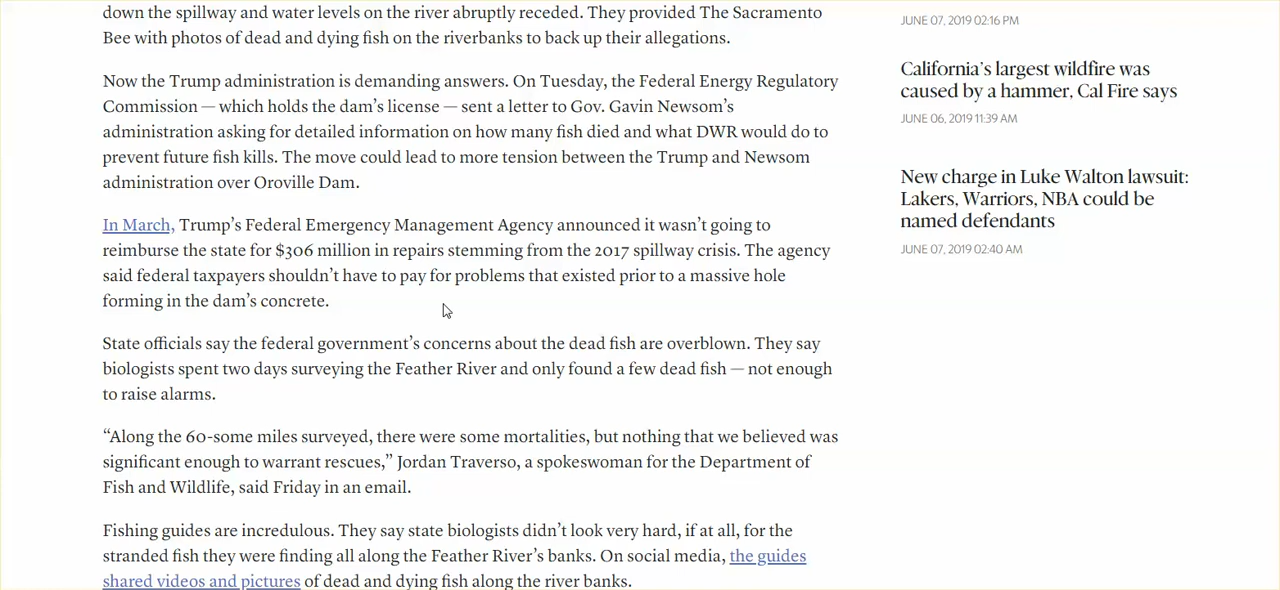 down the spillway and water levels on the river abruptly receded. They provided The Sacramento
Bee with photos of dead and dying fish on the riverbanks to back up their allegations.
Now the Trump administration is demanding answers. On Tuesday, the Federal Energy Regulatory
Commission — which holds the dam’s license — sent a letter to Gov. Gavin Newsom’s
administration asking for detailed information on how many fish died and what DWR would do to
prevent future fish kills. The move could lead to more tension between the Trump and Newsom
administration over Oroville Dam.
In March, Trump’s Federal Emergency Management Agency announced it wasn’t going to
reimburse the state for $306 million in repairs stemming from the 2017 spillway crisis. The agency
said federal taxpayers shouldn’t have to pay for problems that existed prior to a massive hole
forming in the dam’s concrete.
State officials say the federal government’s concerns about the dead fish are overblown. They say
biologists spent two days surveying the Feather River and only found a few dead fish — not enough
to raise alarms.
“Along the 60-some miles surveyed, there were some mortalities, but nothing that we believed was
significant enough to warrant rescues,” Jordan Traverso, a spokeswoman for the Department of
Fish and Wildlife, said Friday in an email.
Fishing guides are incredulous. They say state biologists didn’t look very hard, if at all, for the
stranded fish they were finding all along the Feather River’s banks. On social media, the guides
shared videos and pictures of dead and dying fish along the river banks.
JUNE 07, 2019 02:16 PM
California’s largest wildfire was
caused by a hammer, Cal Fire says
JUNE 06, 2019 11:39 AM
New charge in Luke Walton lawsuit:
Lakers, Warriors, NBA could be
named defendants
JUNE 07, 2019 02:40 AM